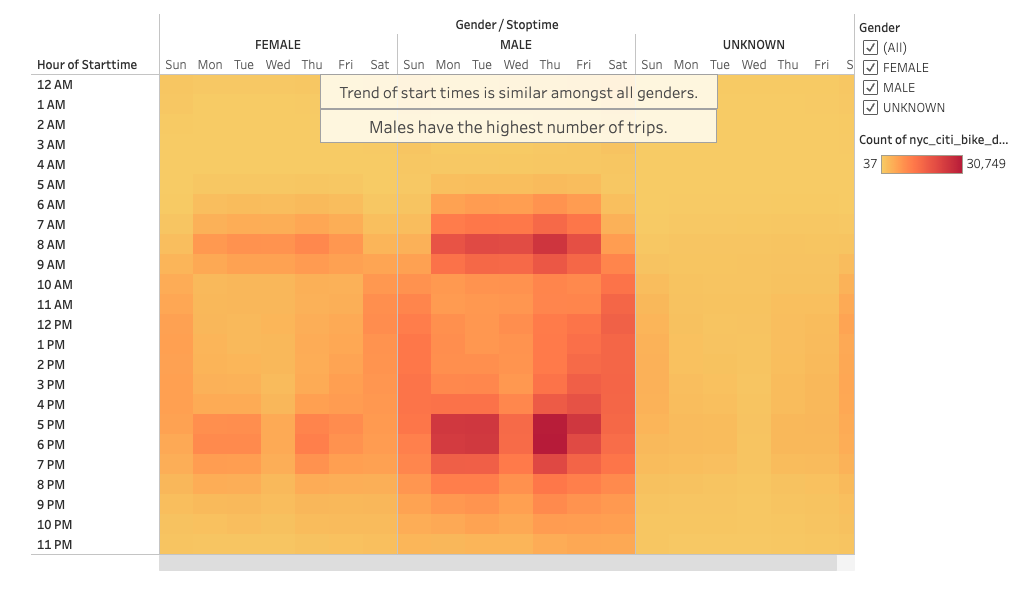 Gender / Stoptime
FEMALE MALE UNKNOWN
Hour of Starttime Sun Mon Tue Wed Thu Fri Sat Sun Mon Tue Wed Thu Fri Sat Sun Mon Tue Wed Thu Fri S
12 AM
1 AM
2 AM
3 AM
4 AM
5 AM
6 AM
7 AM
8 AM
9 AM
10 AM
11 AM
12 PM
1 PM
2 PM
3 PM
4 PM
5 PM
6 PM
7 PM
8 PM
9 PM
10 PM
11 PM
Trend of start times is similar amongst all genders.
Males have the highest number of trips.
Gender
(All)
FEMALE
MALE
UNKNOWN
Count of nyc_citi_bike_d...
37 30,749